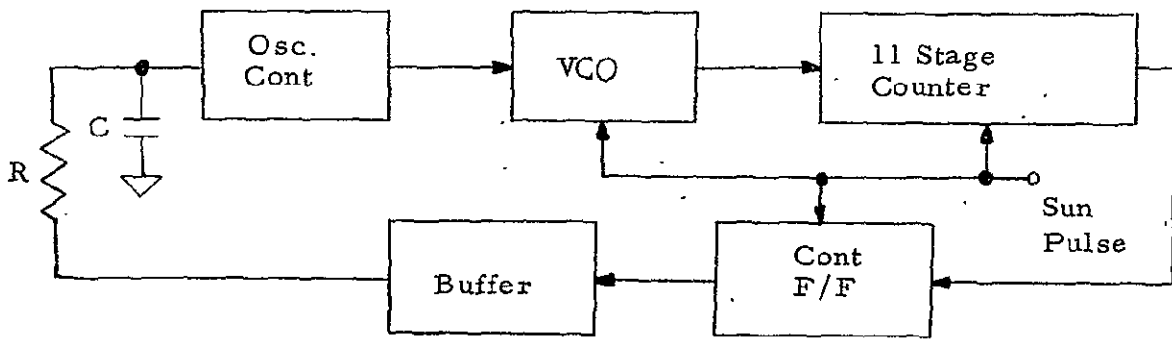 Osc.
Cont
VCO
11 Stage
Counter
C
R
Sun
Pulse
Buffer
Cont
F/F